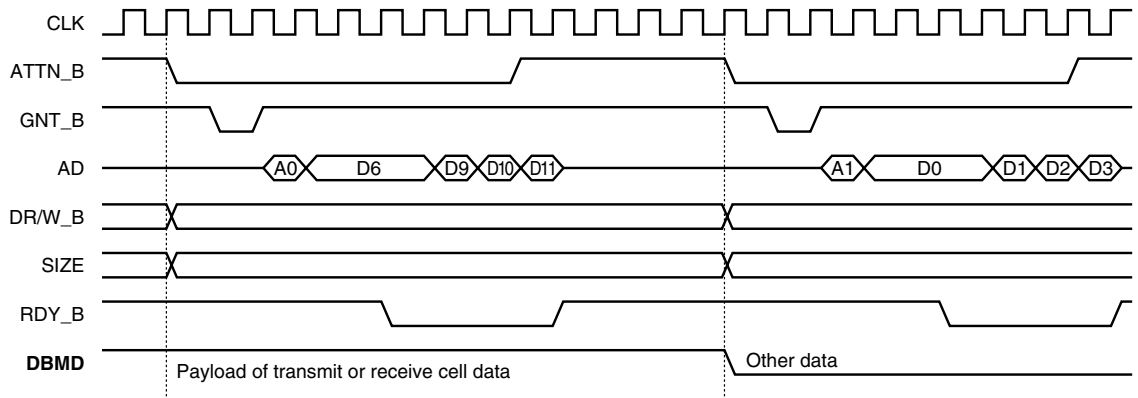 CLK
ATTN_B
GNT_B
AD A0 D6 D9 D10 D11 A1 D0 D1 D2 D3
DR/W_B
SIZE
RDY_B
DBMD Payload of transmit or receive cell data Other data